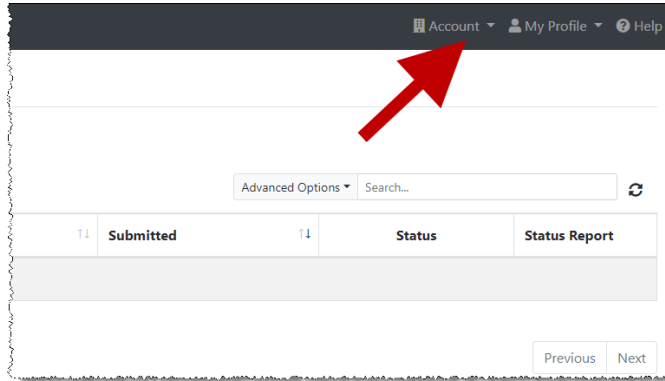 Account My Profile Help
Advanced Options Search...
Submitted Status Status Report
Previous Next